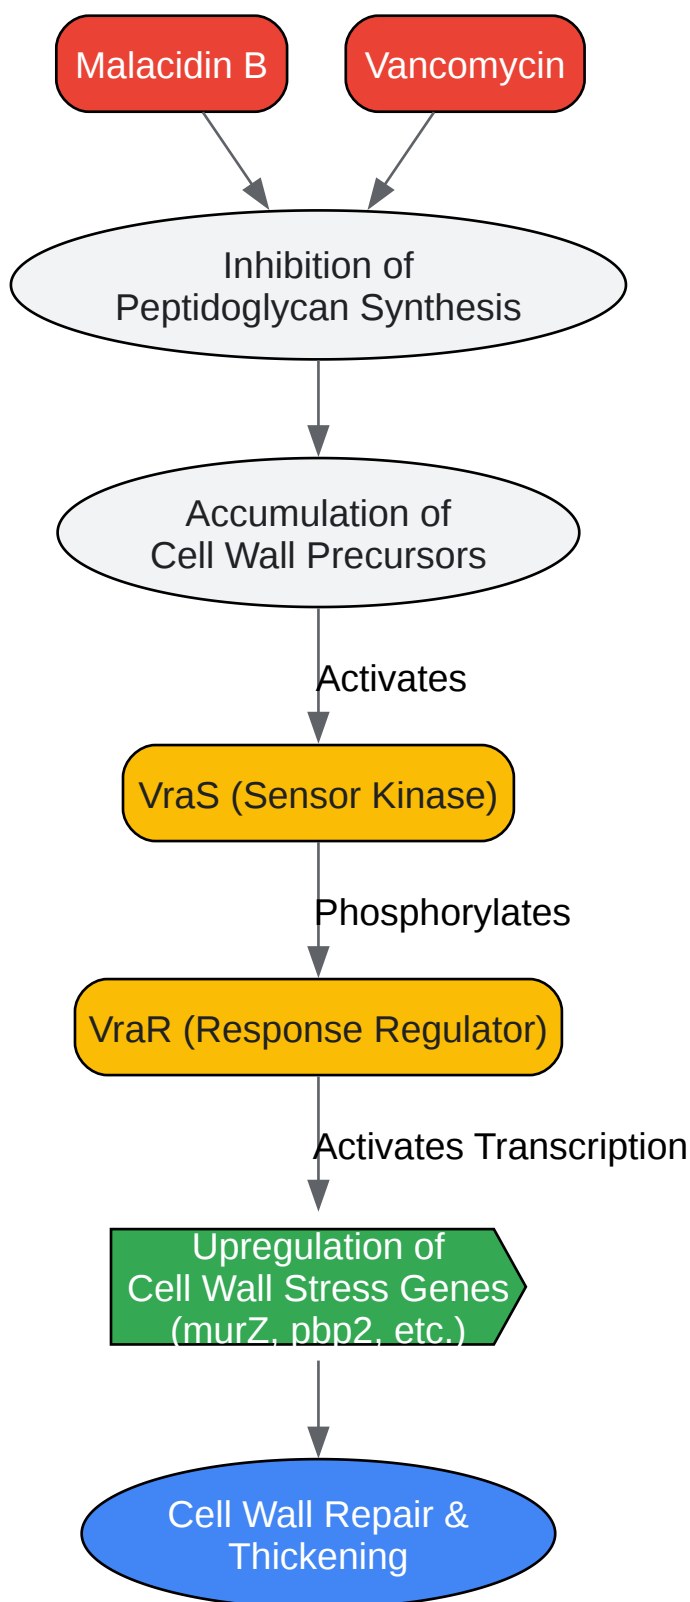 Malacidin B
Vancomycin
Inhibition of
Peptidoglycan Synthesis
Accumulation of
Cell Wall Precursors
Activates
VraS (Sensor Kinase)
Phosphorylates
VraR (Response Regulator)
Activates Transcription
Upregulation of
Cell Wall Stress Genes
(murZ, pbp2, etc.)
Cell Wall Repair &
Thickening